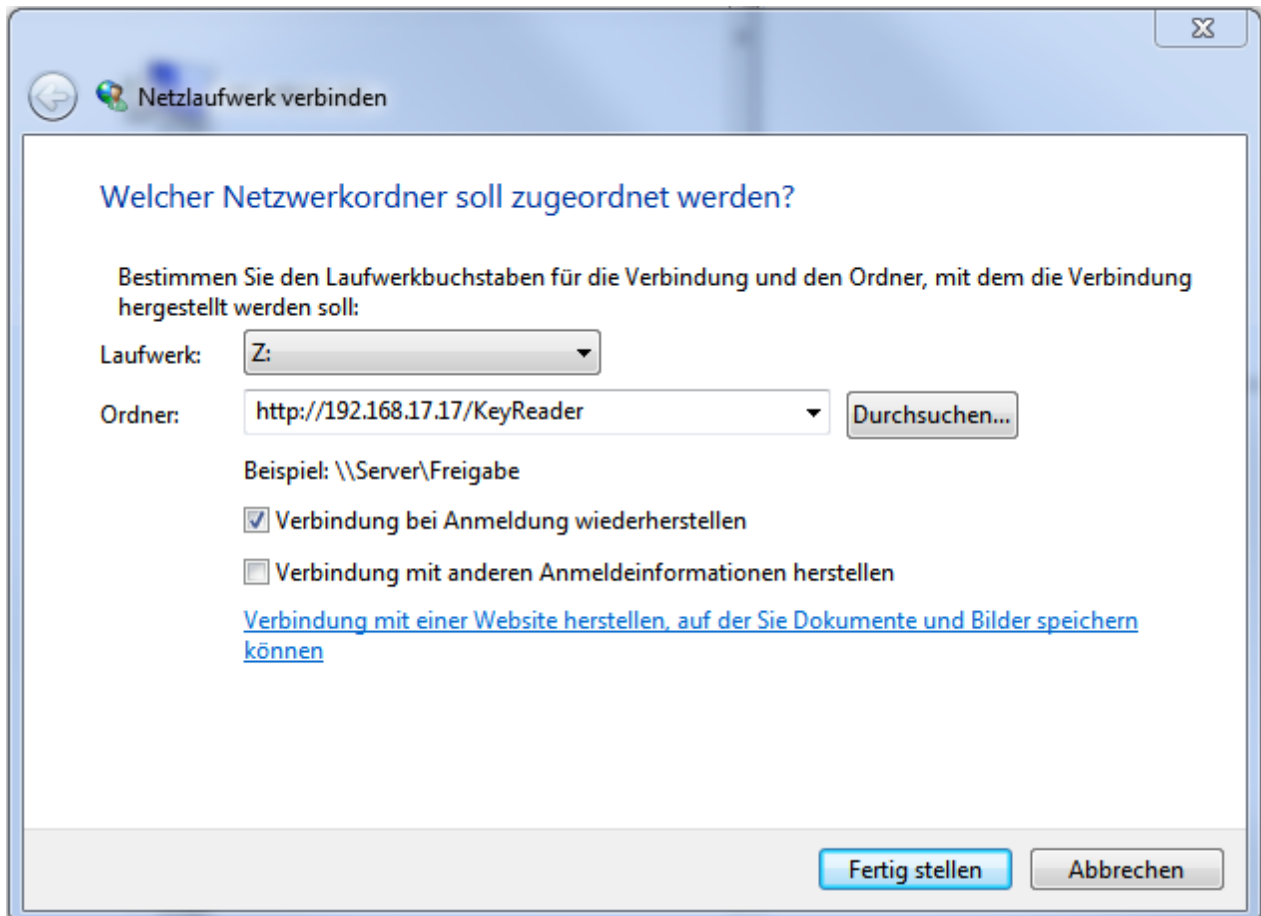 Netzlaufwerk verbinden
Welcher Netzwerkordner soll zugeordnet werden?
Bestimmen Sie den Laufwerkbuchstaben für die Verbindung und den Ordner, mit dem die Verbindung
hergestellt werden soll:
Laufwerk: Z:
Ordner: http://192.168.17.17/KeyReader Durchsuchen...
Beispiel: \\Server\Freigabe
Verbindung bei Anmeldung wiederherstellen
Verbindung mit anderen Anmeldeinformationen herstellen
Verbindung mit einer Website herstellen, auf der Sie Dokumente und Bilder speichern
können
Fertig stellen Abbrechen